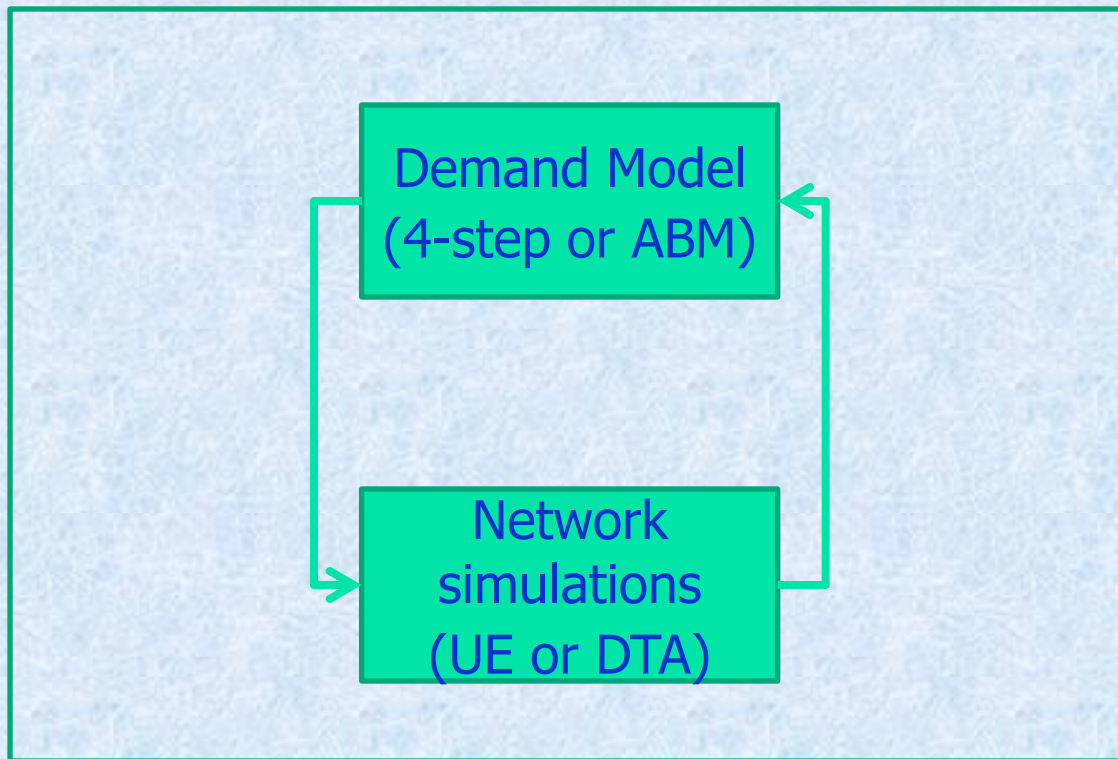 Demand Model
(4-step or ABM)
Network
simulations
(UE or DTA)